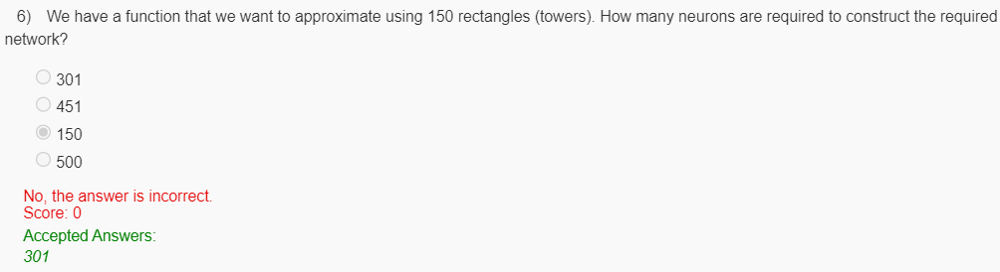 6) We have a function that we want to approximate using 150 rectangles (towers). How many neurons are required to construct the required
network?
301
451
150
500
No, the answer is incorrect.
Score: 0
Accepted Answers:
301